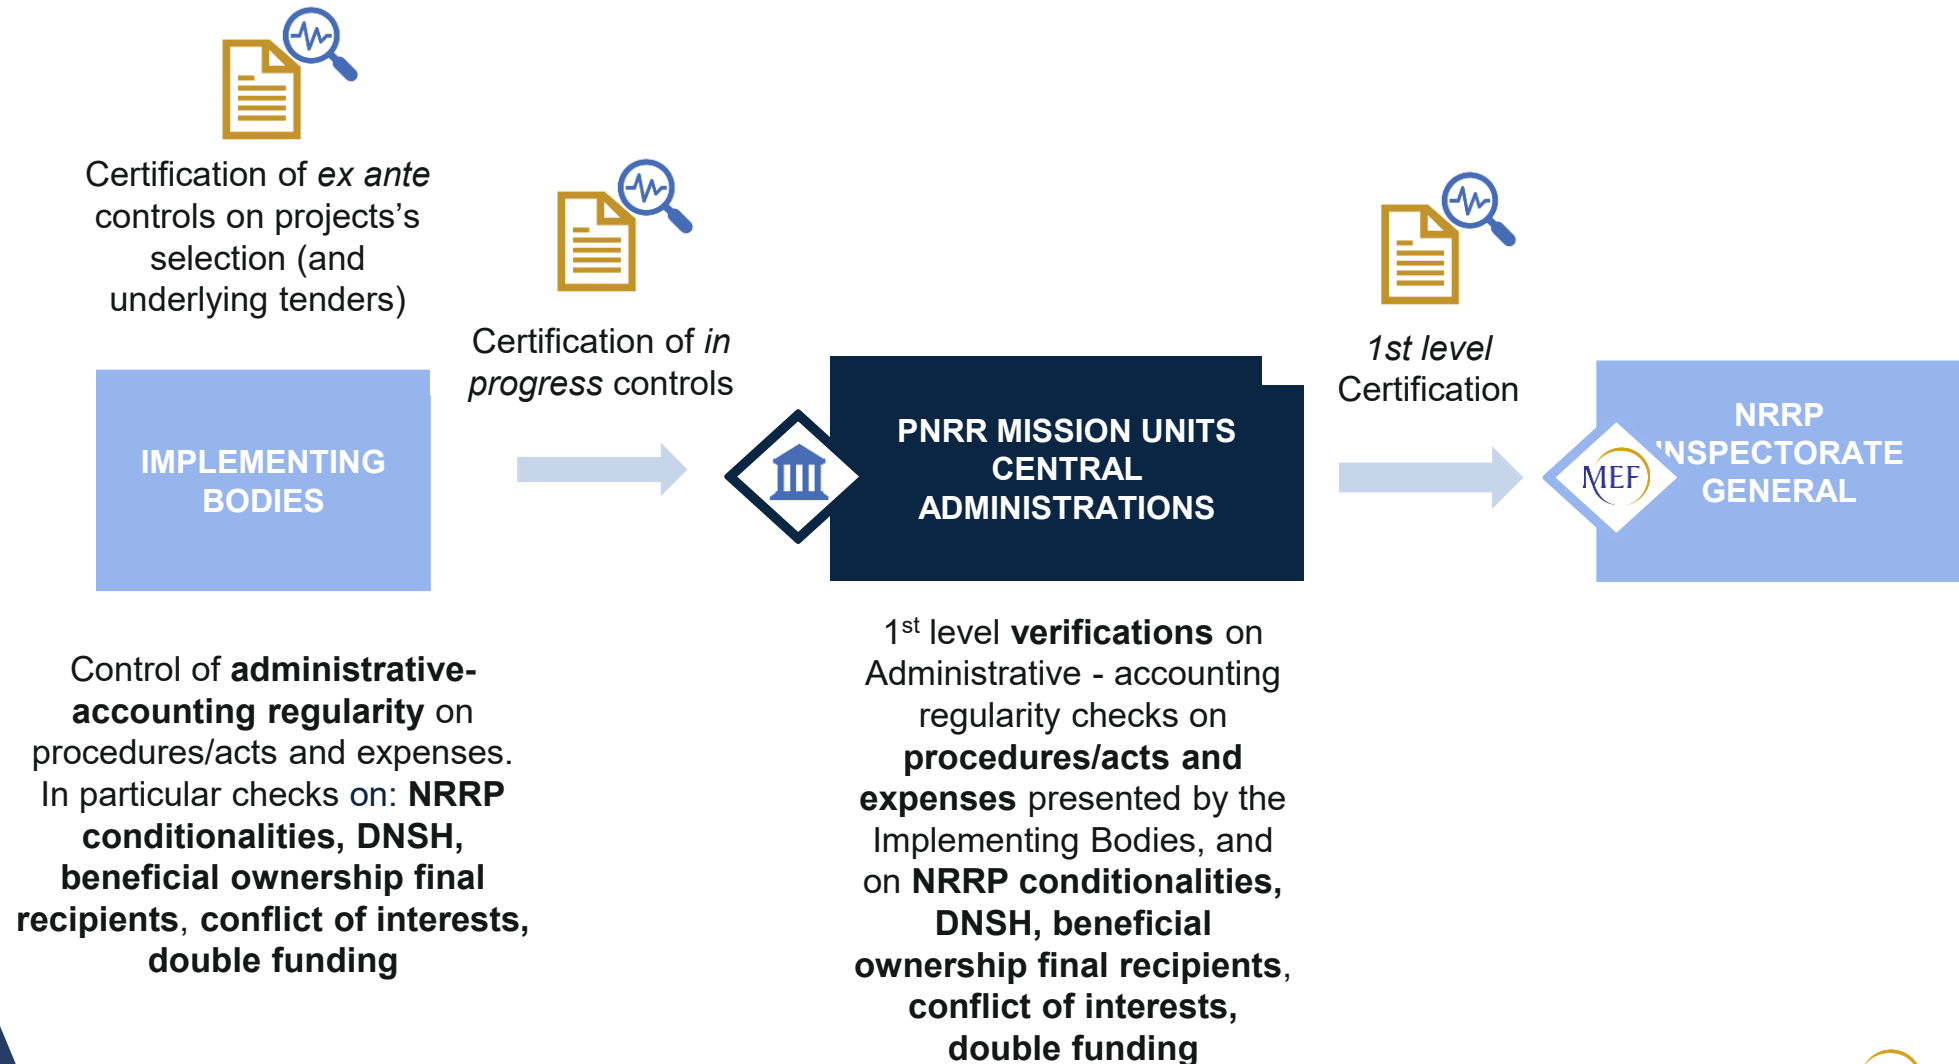 Certification of ex ante
controls on projects’s
selection (and
underlying tenders)
Certification of in
progress controls
1st level
Certification
IMPLEMENTING
BODIES
PNRR MISSION UNITS
CENTRAL
ADMINISTRATIONS
MEF
NRRP
INSPECTORATE
GENERAL
Control of administrative-
accounting regularity on
procedures/acts and expenses.
In particular checks on: NRRP
conditionalities, DNSH,
beneficial ownership final
recipients, conflict of interests,
double funding
1st level verifications on
Administrative - accounting
regularity checks on
procedures/acts and
expenses presented by the
Implementing Bodies, and
on NRRP conditionalities,
DNSH, beneficial
ownership final recipients,
conflict of interests,
double funding